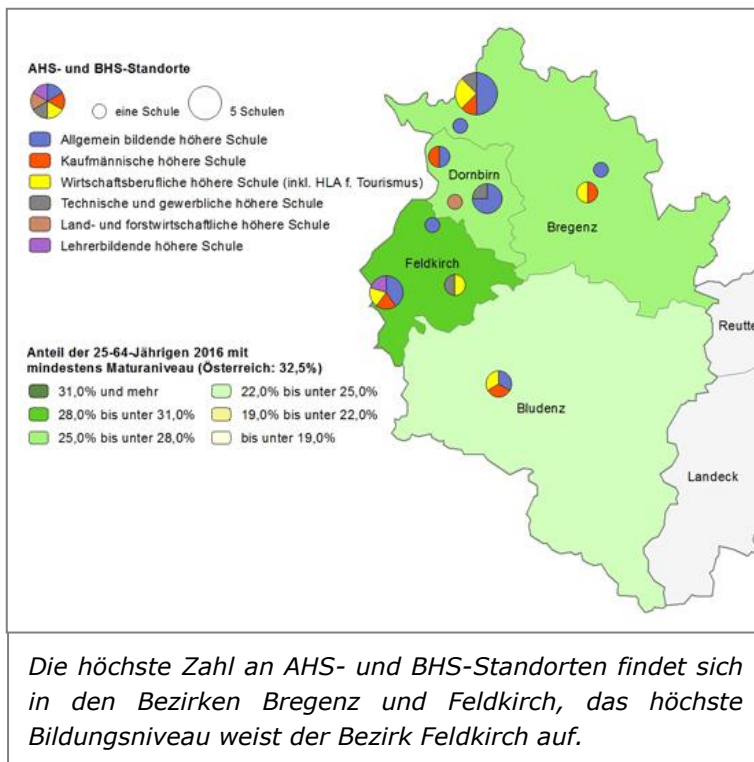 AHS- und BHS-Standorte
eine Schule
5 Schulen
Allgemein bildende höhere Schule
Kaufmännische höhere Schule
Wirtschaftsberufliche höhere Schule (inkl. HLA f. Tourismus)
Technische und gewerbliche höhere Schule
Land- und forstwirtschaftliche höhere Schule
Lehrerbildende höhere Schule
Dornbirn
Bregenz
Feldkirch
Reutte
Bludenz
Landeck
Anteil der 25-64-Jährigen 2016 mit
mindestens Maturaniveau (Österreich: 32,5%)
31,0% und mehr
28,0% bis unter 31,0%
25,0% bis unter 28,0%
22,0% bis unter 25,0%
19,0% bis unter 22,0%
bis unter 19,0%
Die höchste Zahl an AHS- und BHS-Standorten findet sich
in den Bezirken Bregenz und Feldkirch, das höchste
Bildungsniveau weist der Bezirk Feldkirch auf.